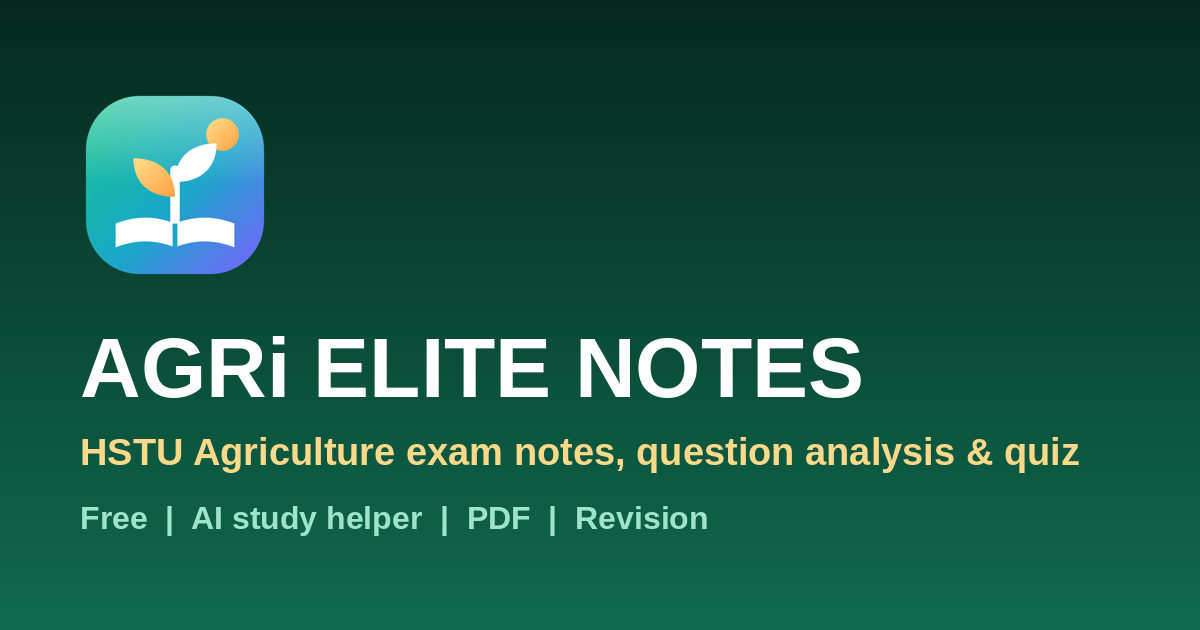 AGRi ELITE NOTES
HSTU Agriculture exam notes, question analysis & quiz
Free | AI study helper | PDF | Revision